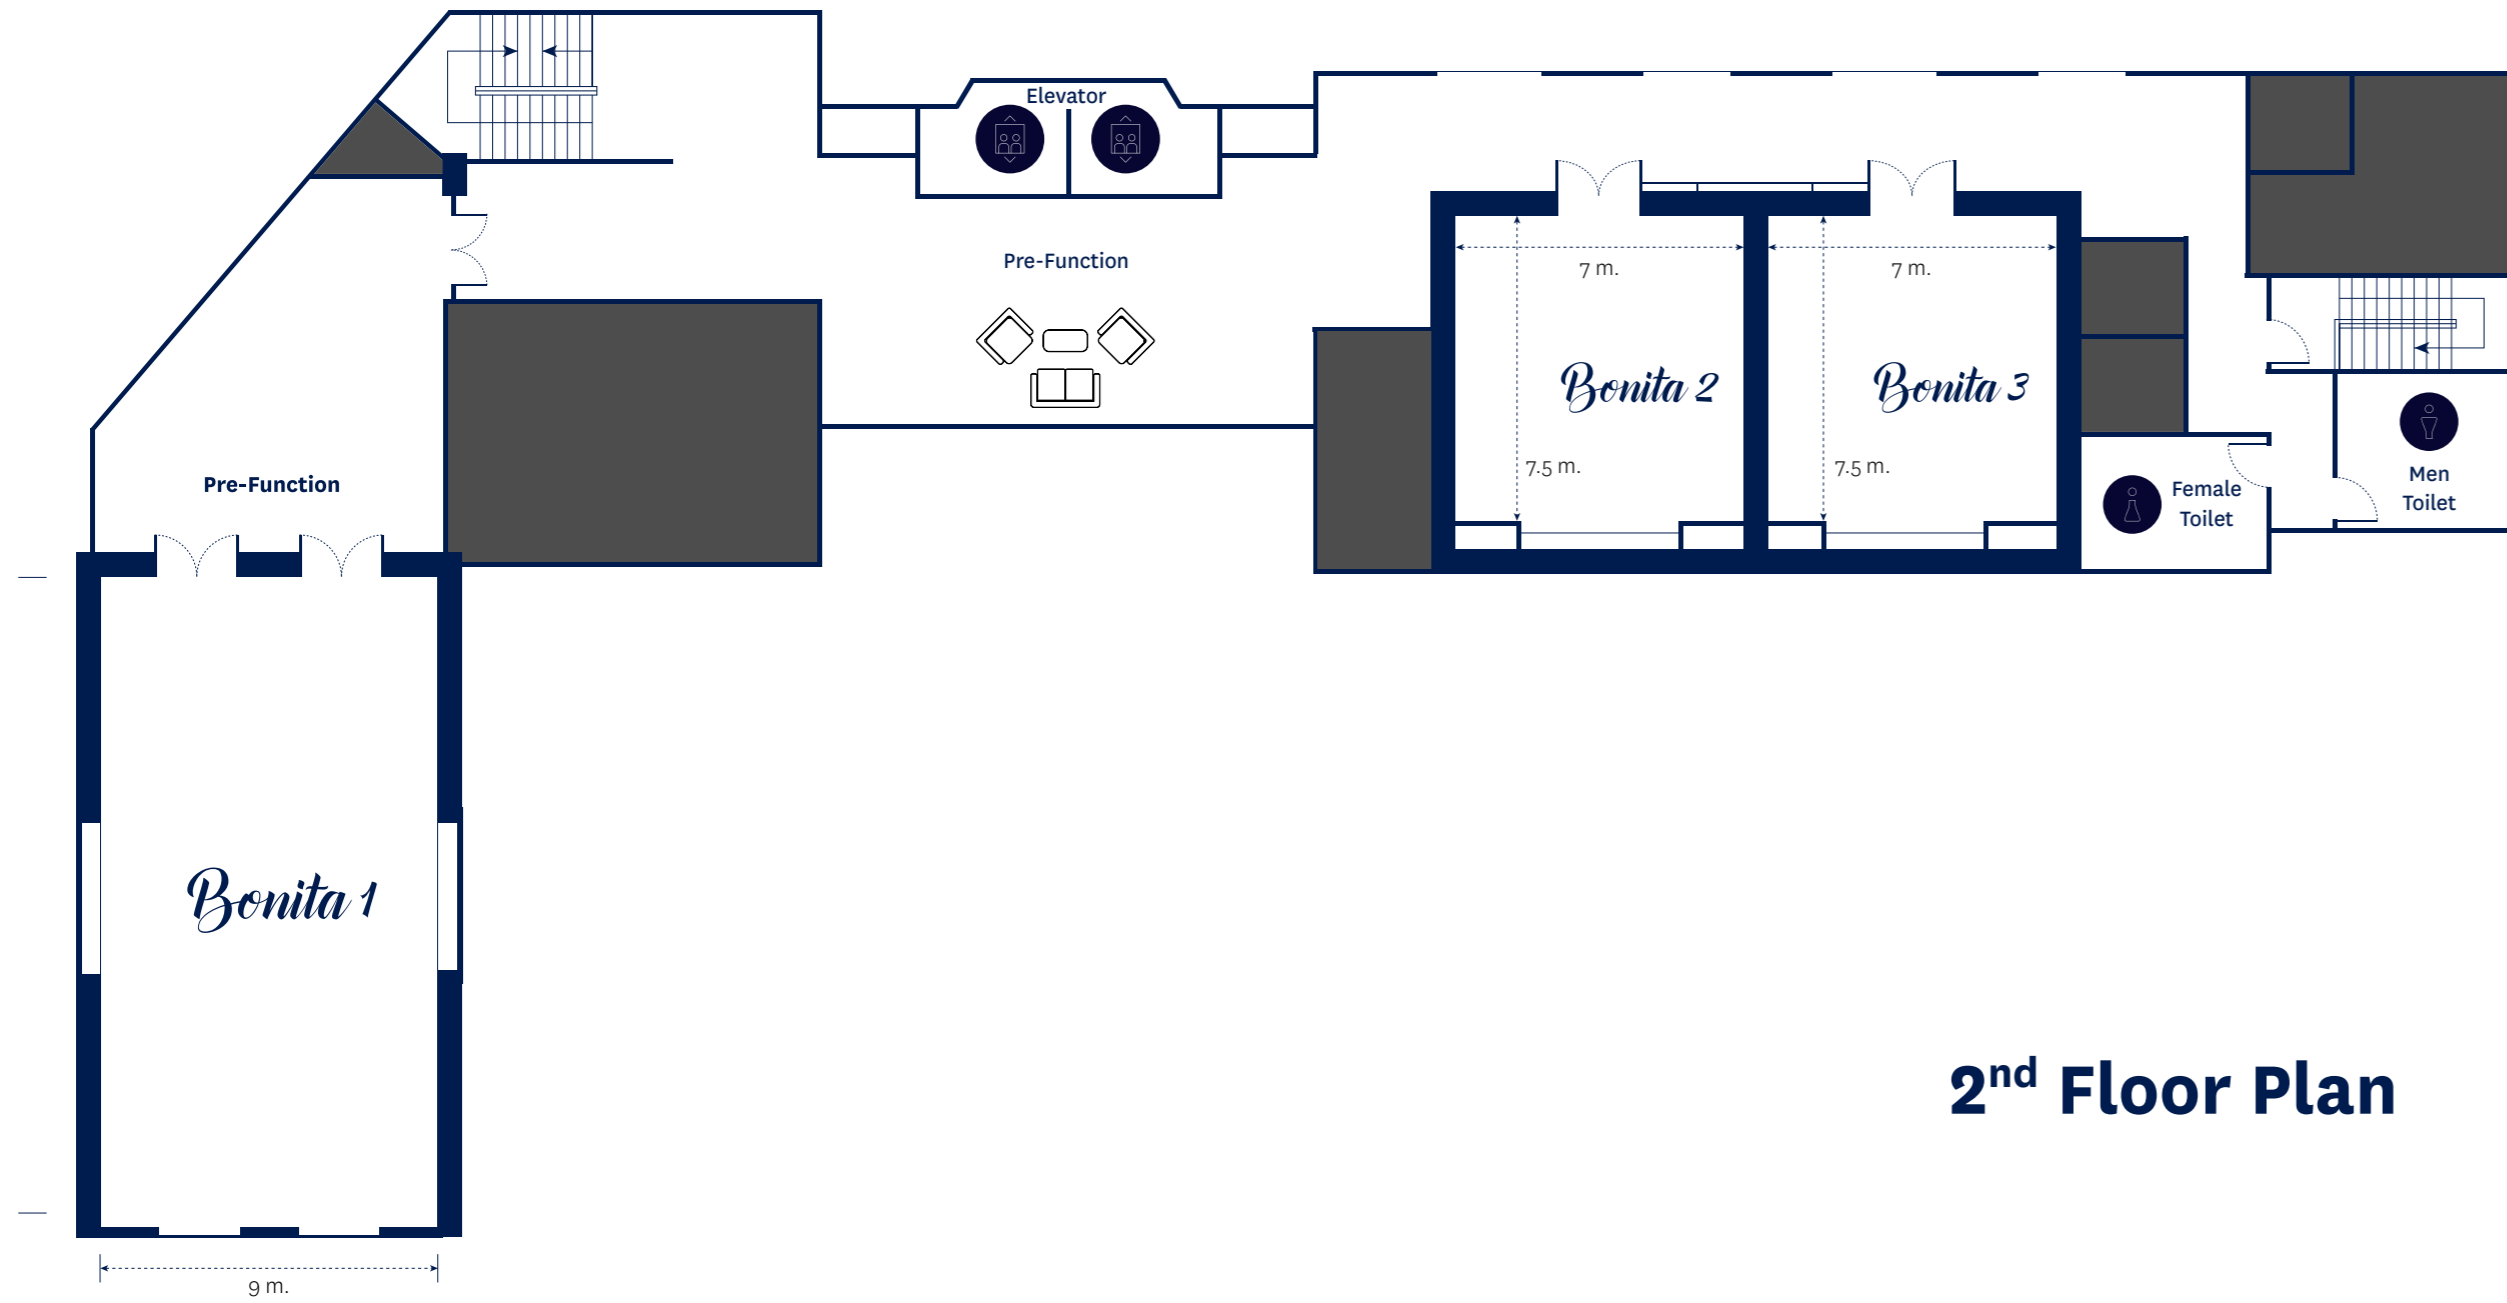 Elevator
Pre-Function
7 m.
7 m.
Bonita 2
Bonita 3
7.5 m.
7.5 m.
Men
Toilet
Female
Toilet
Pre-Function
Bonita 1
2nd Floor Plan
9 m.